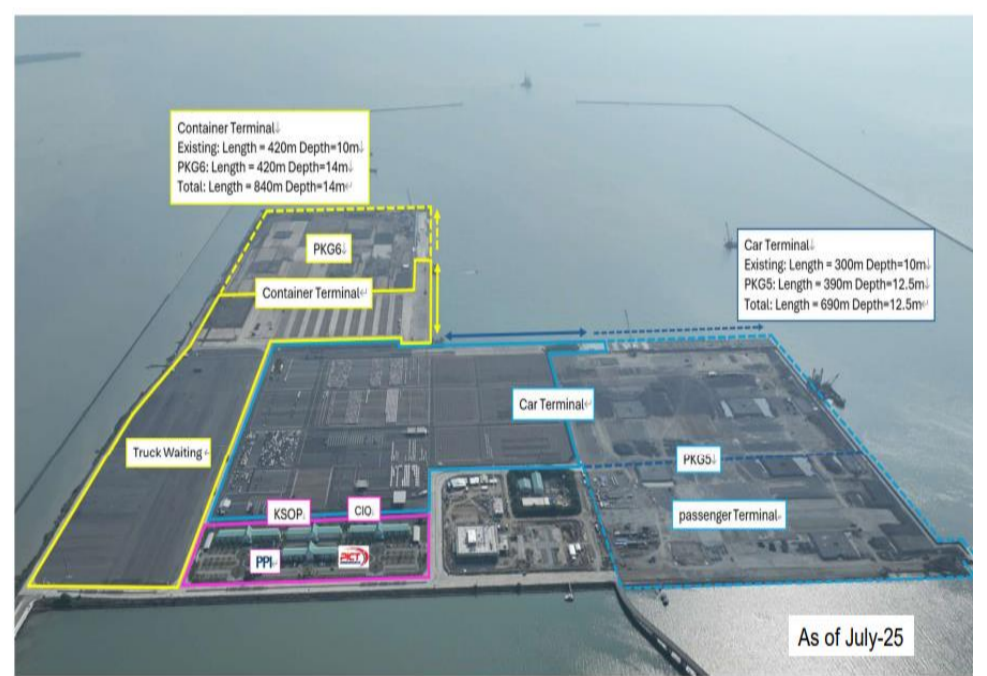 Container Terminal↓
Existing: Length = 420m Depth=10m↓
PKG6: Length = 420m Depth=14m↓
Total: Length = 840m Depth=14m↵
PKG6↓
Container Terminal↵
Car Terminal↓
Existing: Length = 300m Depth=10m↓
PKG5: Length = 390m Depth=12.5m↓
Total: Length = 690m Depth=12.5m↵
Car Terminal↵
Truck Waiting↵
PKG5↓
KSOP↓
CIQ↓
passenger Terminal↵
PPI↵
PICT
As of July-25